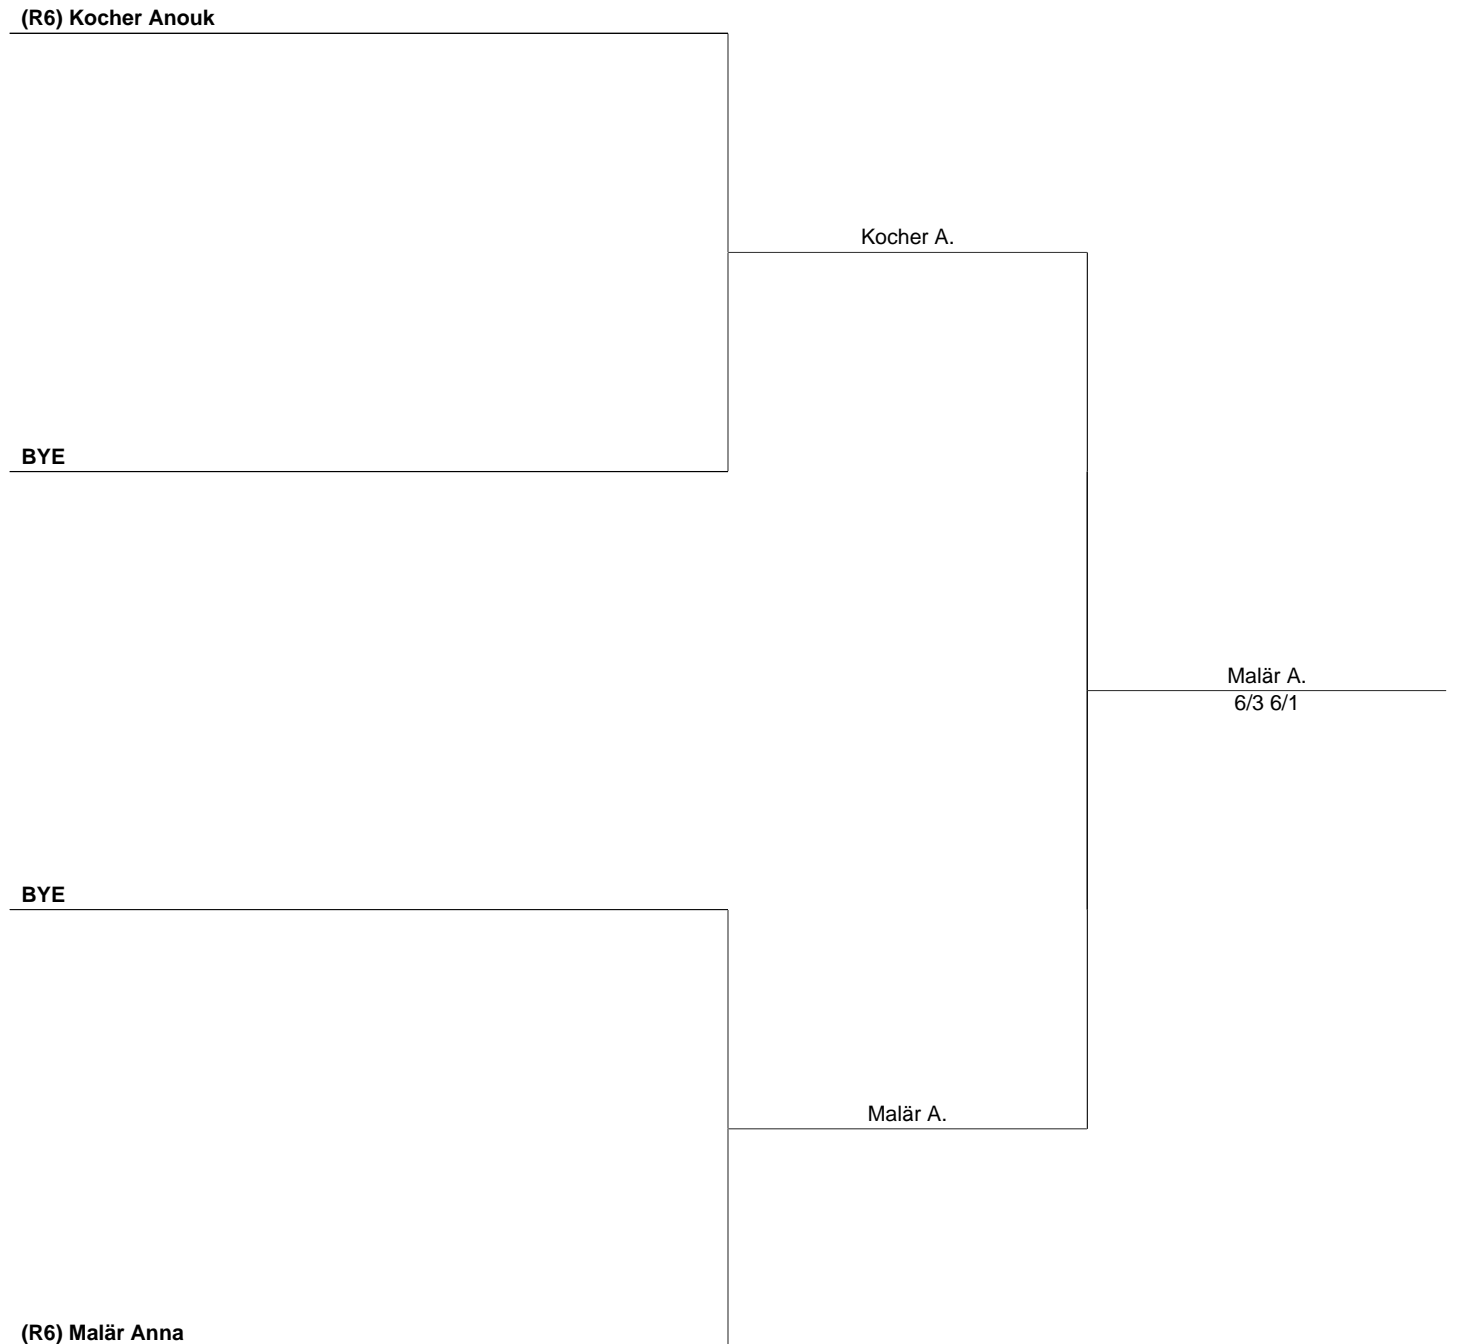 (R6) Kocher Anouk
Kocher A.
BYE
Malär A.
6/3 6/1
BYE
Malär A.
(R6) Malär Anna